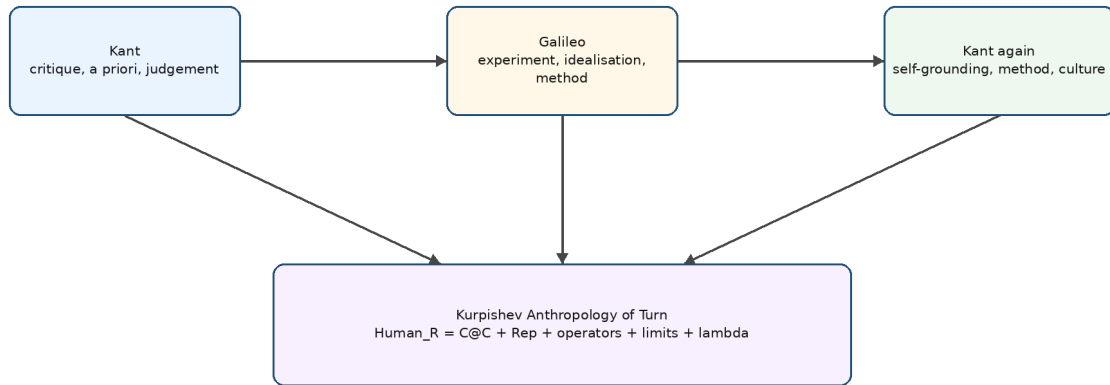 Kant
critique, a priori, judgement
Galileo
experiment, idealisation,
method
Kant again
self-grounding, method, culture
Kurpishev Anthropology of Turn
Human_R = C@C + Rep + operators + limits + lambda